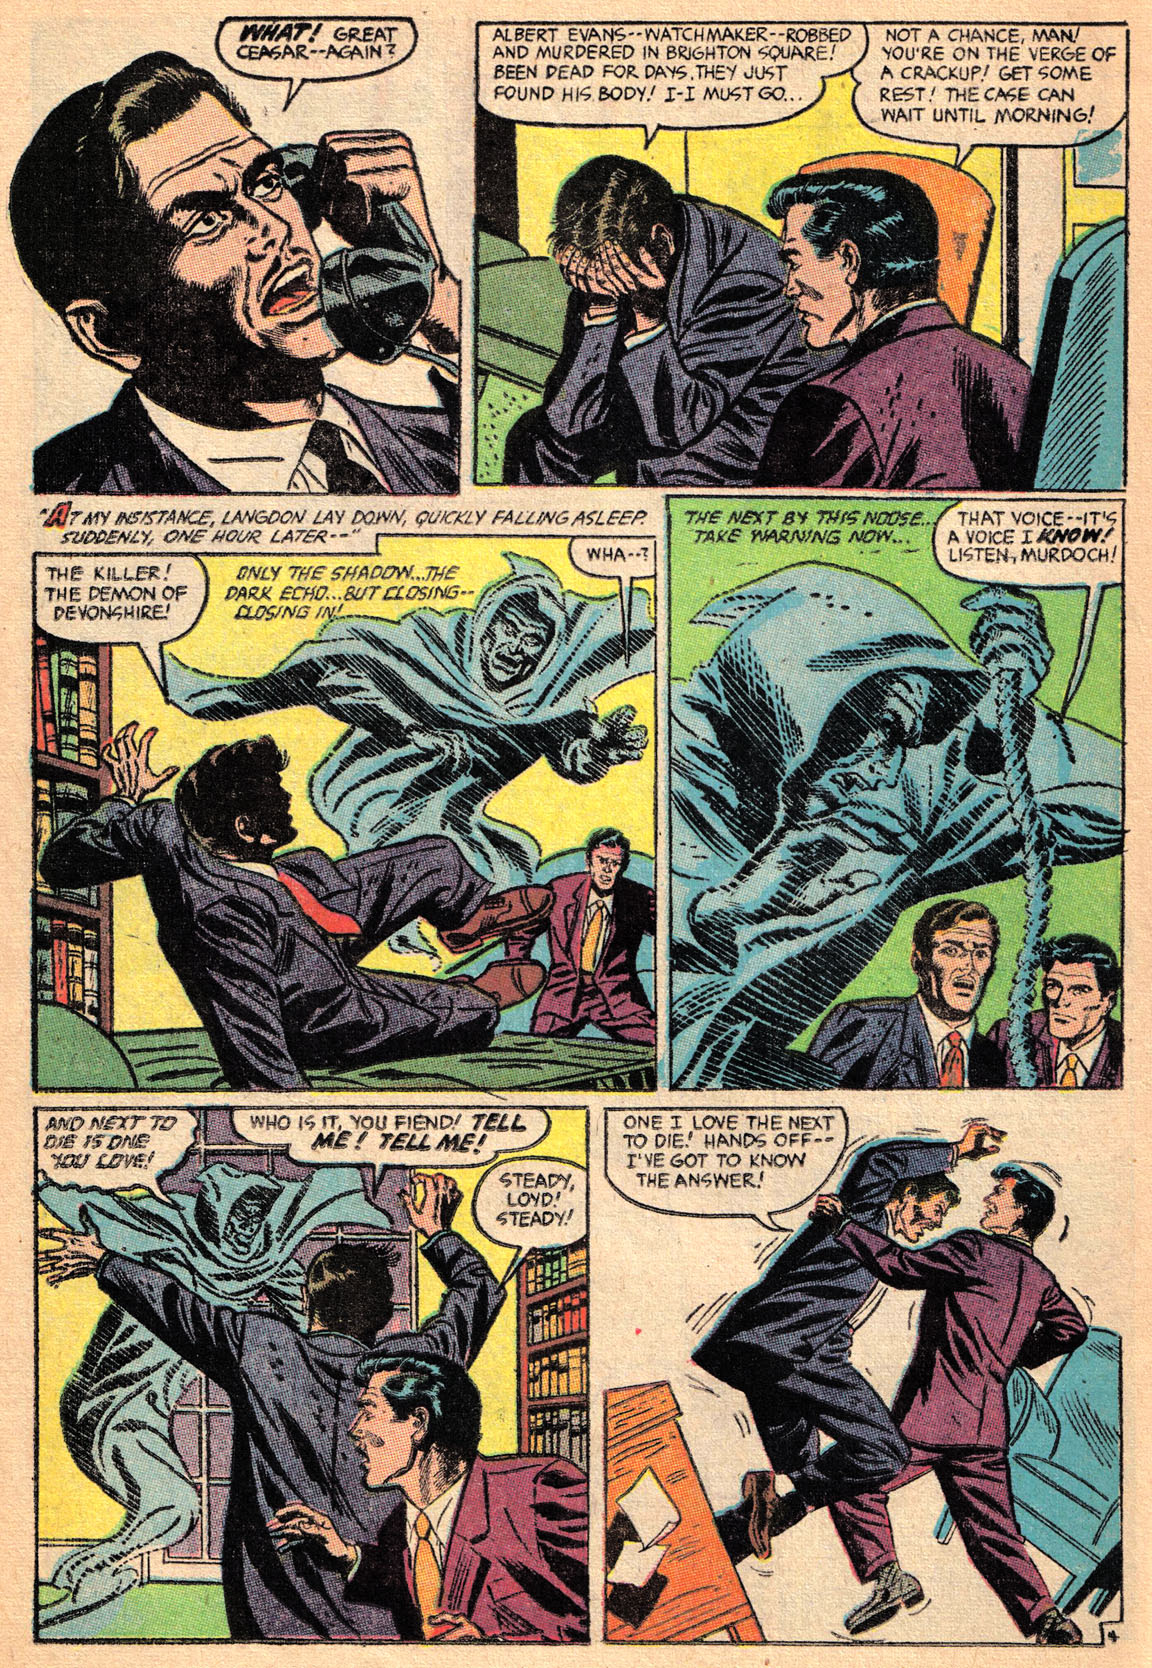 WHAT! GREAT
CEASAR--AGAIN?
ALBERT EVANS--WATCHMAKER--ROBBED
AND MURDERED IN BRIGHTON SQUARE!
BEEN DEAD FOR DAYS. THEY JUST
FOUND HIS BODY! I-I MUST GO...
NOT A CHANCE, MAN!
YOU'RE ON THE VERGE OF
A CRACKUP! GET SOME
REST! THE CASE CAN
WAIT UNTIL MORNING!
"AT MY INSISTANCE, LANGDON LAY DOWN, QUICKLY FALLING ASLEEP.
SUDDENLY, ONE HOUR LATER--"
THE KILLER!
THE DEMON OF
DEVONSHIRE!
ONLY THE SHADOW...THE
DARK ECHO...BUT CLOSING--
CLOSING IN!
WHA--?
THE NEXT BY THIS NOOSE...
TAKE WARNING NOW...
THAT VOICE--IT'S
A VOICE I KNOW!
LISTEN, MURDOCH!
AND NEXT TO
DIE IS ONE
YOU LOVE!
WHO IS IT, YOU FIEND! TELL
ME! TELL ME!
STEADY,
LOYD!
STEADY!
ONE I LOVE THE NEXT
TO DIE! HANDS OFF--
I'VE GOT TO KNOW
THE ANSWER!
4